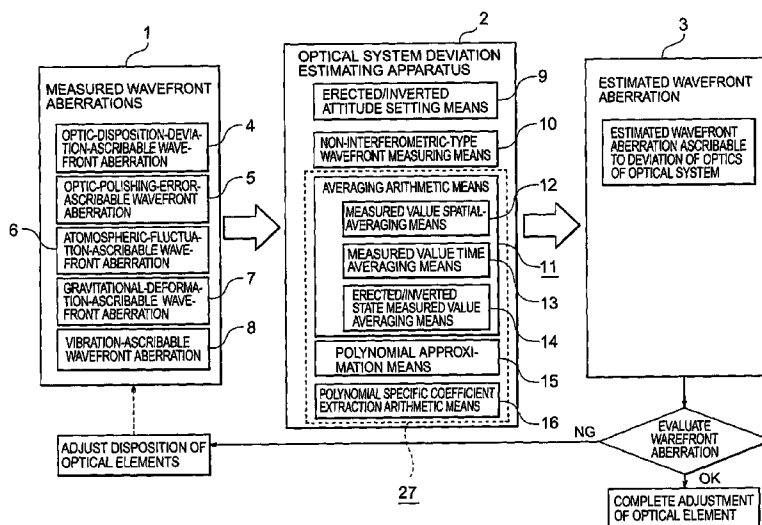 1
MEASURED WAVEFRONT
ABERRATIONS
OPTIC-DISPOSITION-DEVIA-
TION-ASCRIBABLE WAVE-
FRONT ABERRATION
4
OPTIC-POLISHING-ERROR-
ASCRIBABLE WAVEFRONT
ABERRATION
5
6
ATOMOSPHERIC-FLUCTUA-
TION-ASCRIBABLE WAVE-
FRONT ABERRATION
GRAVITATIONAL-DEFORMA-
TION-ASCRIBABLE WAVE-
FRONT ABERRATION
7
VIBRATION-ASCRIBABLE
WAVEFRONT ABERRATION
8
2
OPTICAL SYSTEM DEVIATION
ESTIMATING APPARATUS
9
ERECTED/INVERTED
ATTITUDE SETTING MEANS
10
NON-INTERFEROMETRIC-TYPE
WAVEFRONT MEASURING MEANS
AVERAGING ARITHMETIC MEANS
12
MEASURED VALUE SPATIAL-
AVERAGING MEANS
11
MEASURED VALUE TIME
AVERAGING MEANS
13
ERECTED/INVERTED
STATE MEASURED VALUE
AVERAGING MEANS
14
POLYNOMIAL APPROXI-
MATION MEANS
15
POLYNOMIAL SPECIFIC COEFFICIENT
EXTRACTION ARITHMETIC MEANS
16
27
3
ESTIMATED WAVEFRONT
ABERRATION
ESTIMATED WAVEFRONT
ABERRATION ASCRIBABLE
TO DEVIATION OF OPTICS
OF OPTICAL SYSTEM
EVALUATE
WAREFRONT
ABERRATION
NG
OK
ADJUST DISPOSITION OF
OPTICAL ELEMENTS
COMPLETE ADJUSTMENT
OF OPTICAL ELEMENT